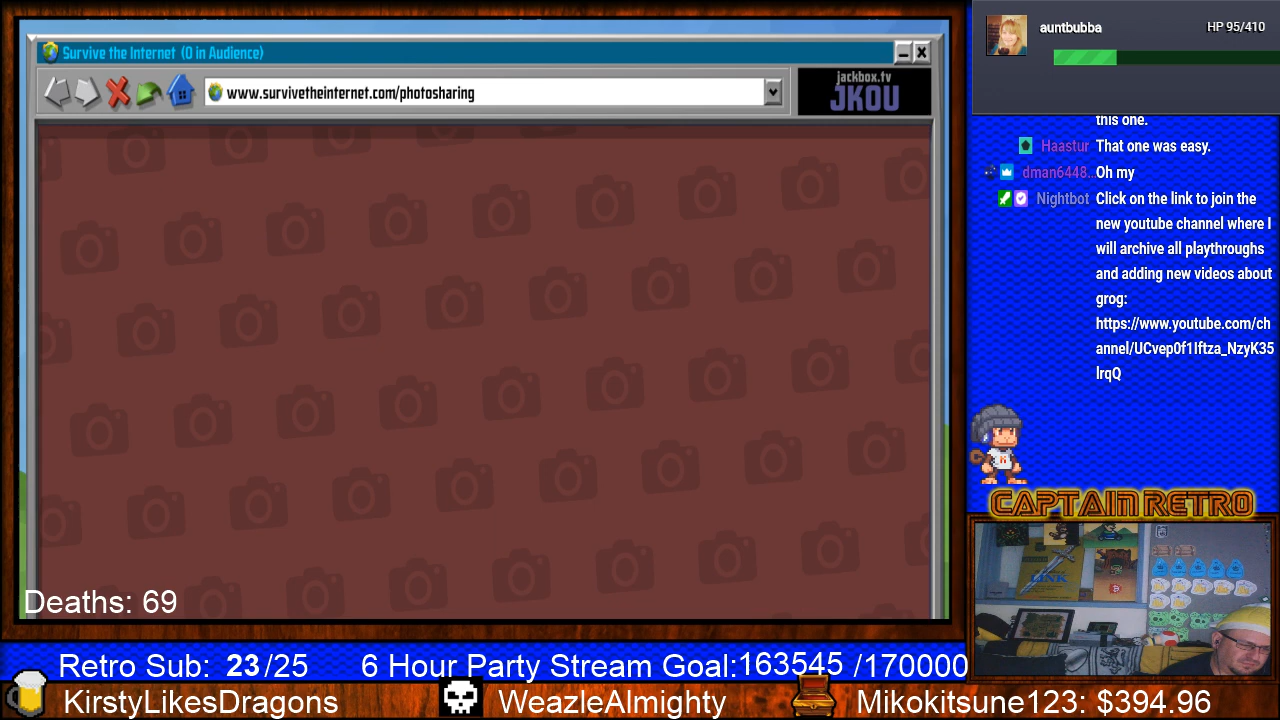 Survive the Internet (0 in Audience)
www.survivetheinternet.com/photosharing
jackbox.tv
JKOU
auntbubba
HP 95/410
this one.
Haastur That one was easy.
dman6448... Oh my
Nightbot Click on the link to join the
new youtube channel where I
will archive all playthroughs
and adding new videos about
grog:
https://www.youtube.com/ch
annel/UCvep0f1Iftza_NzyK35
lrqQ
CAPTAIN RETRO
LINK
Deaths: 69
Retro Sub: 23/25
6 Hour Party Stream Goal:163545 /170000
KirstyLikesDragons
WeazleAlmighty
Mikokitsune123: $394.96